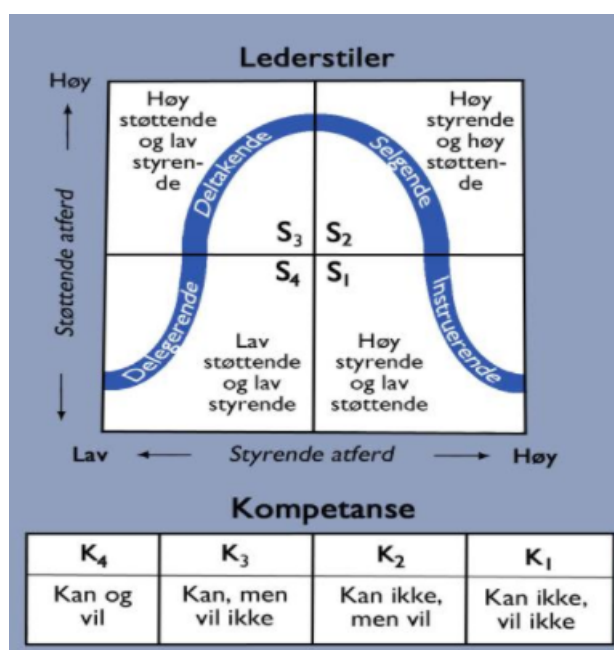 Lederstiler
Høy
Høy
støttende
og lav
styren-
de
Høy
styrende
og høy
støtten-
de
Deltakende
Selgende
S3
S2
Støttende atferd
S4
S1
Delegerende
Instruerende
Lav
støttende
og lav
styrende
Høy
styrende
og lav
støttende
Lav
Styrende atferd
Høy
Kompetanse
K4
K3
K2
K1
Kan og
vil
Kan, men
vil ikke
Kan ikke,
men vil
Kan ikke,
vil ikke